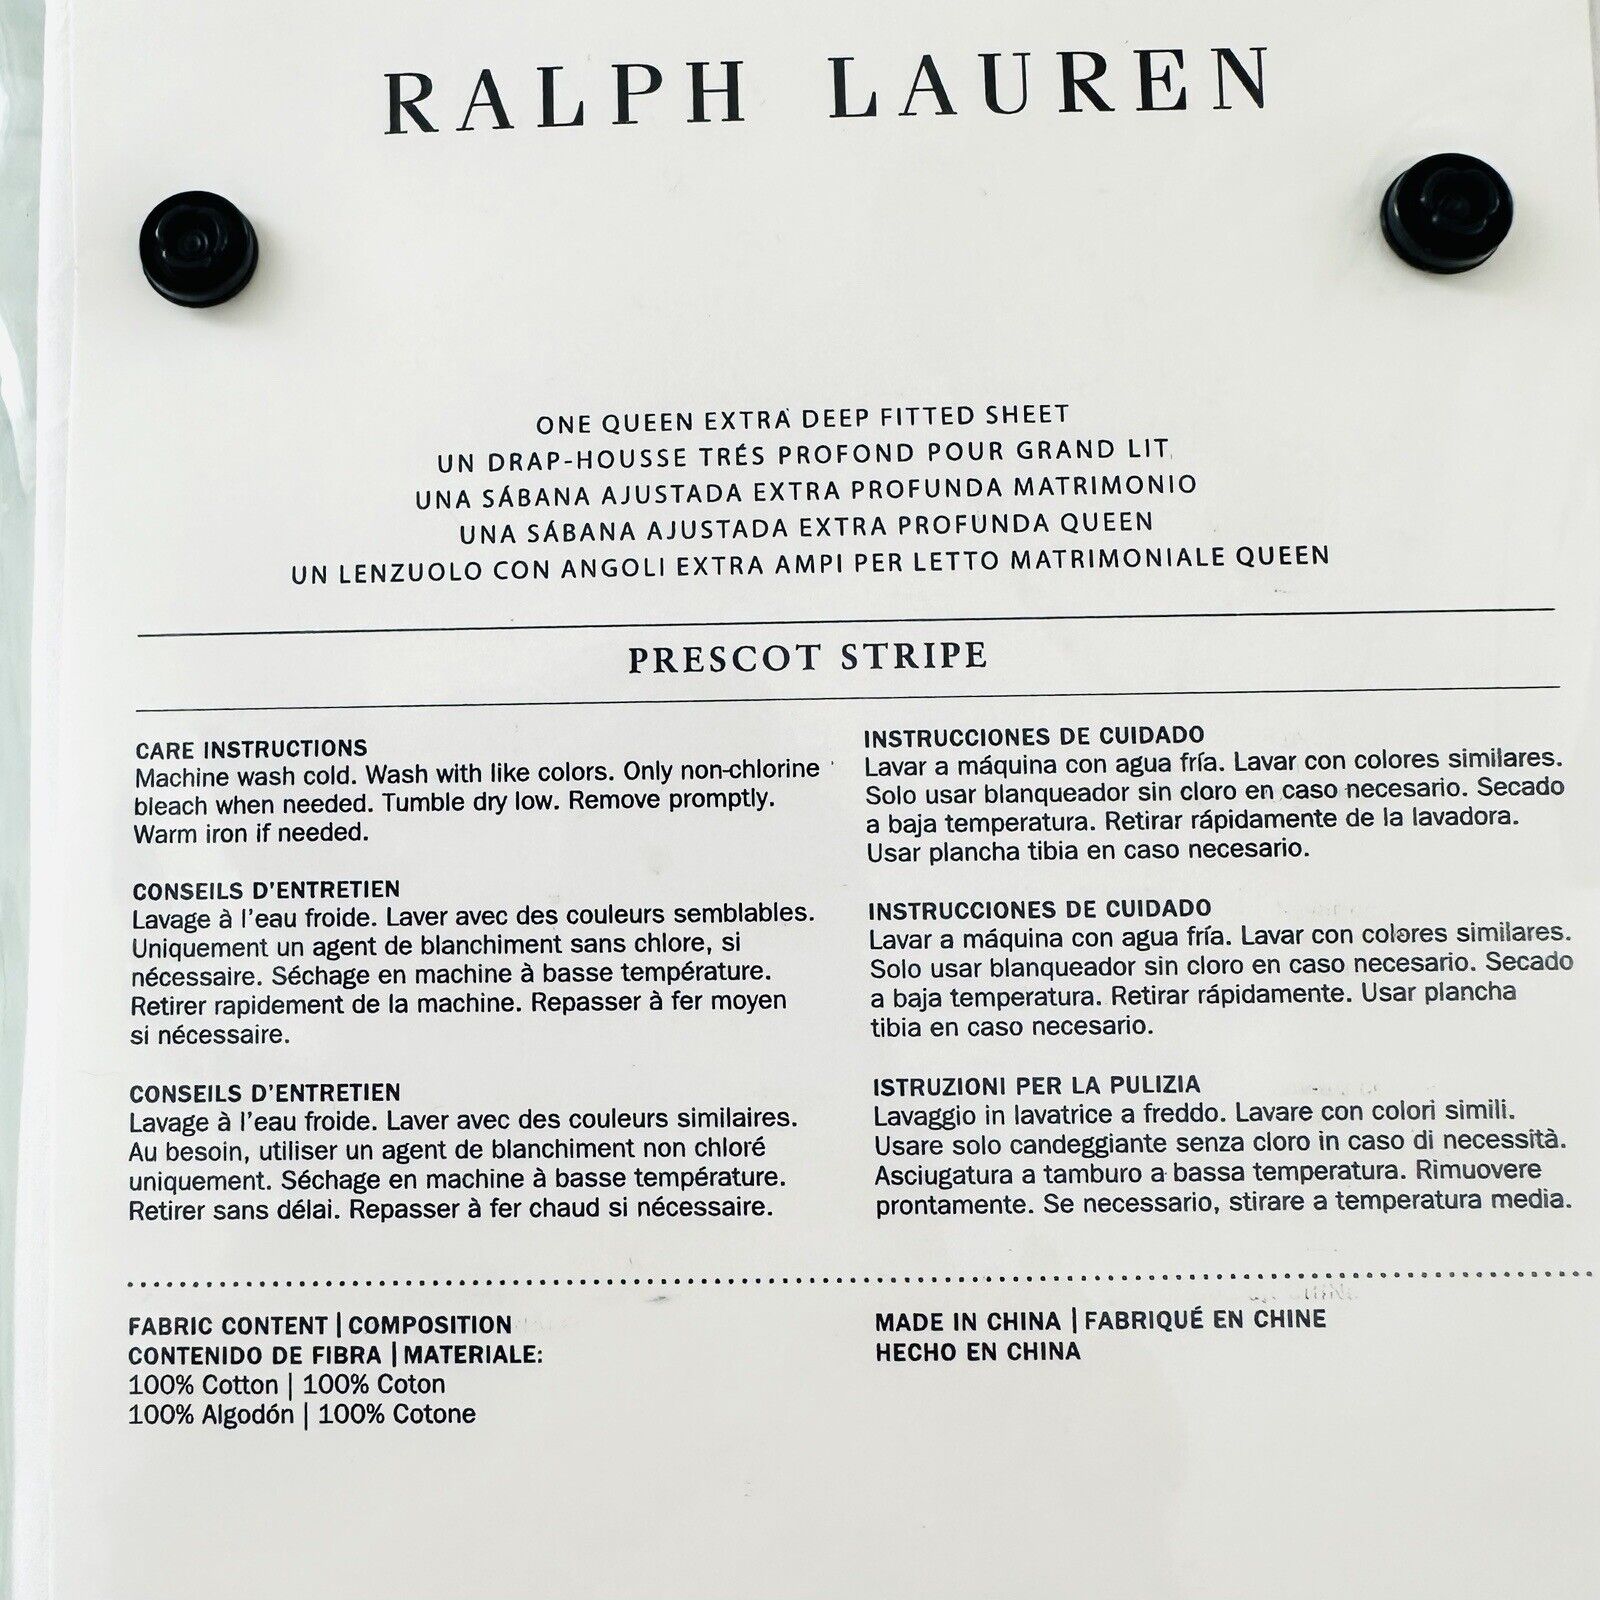 RALPH LAUREN
ONE QUEEN EXTRA DEEP FITTED SHEET
UN DRAP-HOUSSE TRÉS PROFOND POUR GRAND LIT
UNA SÁBANA AJUSTADA EXTRA PROFUNDA MATRIMONIO
UNA SÁBANA AJUSTADA EXTRA PROFUNDA QUEEN
UN LENZUOLO CON ANGOLI EXTRA AMPI PER LETTO MATRIMONIALE QUEEN
PRESCOT STRIPE
CARE INSTRUCTIONS
Machine wash cold. Wash with like colors. Only non-chlorine
bleach when needed. Tumble dry low. Remove promptly.
Warm iron if needed.
CONSEILS D'ENTRETIEN
Lavage à l'eau froide. Laver avec des couleurs semblables.
Uniquement un agent de blanchiment sans chlore, si
nécessaire. Séchage en machine à basse température.
Retirer rapidement de la machine. Repasser à fer moyen
si nécessaire.
CONSEILS D'ENTRETIEN
Lavage à l'eau froide. Laver avec des couleurs similaires.
Au besoin, utiliser un agent de blanchiment non chloré
uniquement. Séchage en machine à basse température.
Retirer sans délai. Repasser à fer chaud si nécessaire.
INSTRUCCIONES DE CUIDADO
Lavar a máquina con agua fría. Lavar con colores similares.
Solo usar blanqueador sin cloro en caso necesario. Secado
a baja temperatura. Retirar rápidamente de la lavadora.
Usar plancha tibia en caso necesario.
INSTRUCCIONES DE CUIDADO
Lavar a máquina con agua fría. Lavar con colores similares.
Solo usar blanqueador sin cloro en caso necesario. Secado
a baja temperatura. Retirar rápidamente. Usar plancha
tibia en caso necesario.
ISTRUZIONI PER LA PULIZIA
Lavaggio in lavatrice a freddo. Lavare con colori simili.
Usare solo candeggiante senza cloro in caso di necessità.
Asciugatura a tamburo a bassa temperatura. Rimuovere
prontamente. Se necessario, stirare a temperatura media.
FABRIC CONTENT | COMPOSITION
CONTENIDO DE FIBRA | MATERIALE:
100% Cotton | 100% Coton
100% Algodón | 100% Cotone
MADE IN CHINA | FABRIQUÉ EN CHINE
HECHO EN CHINA